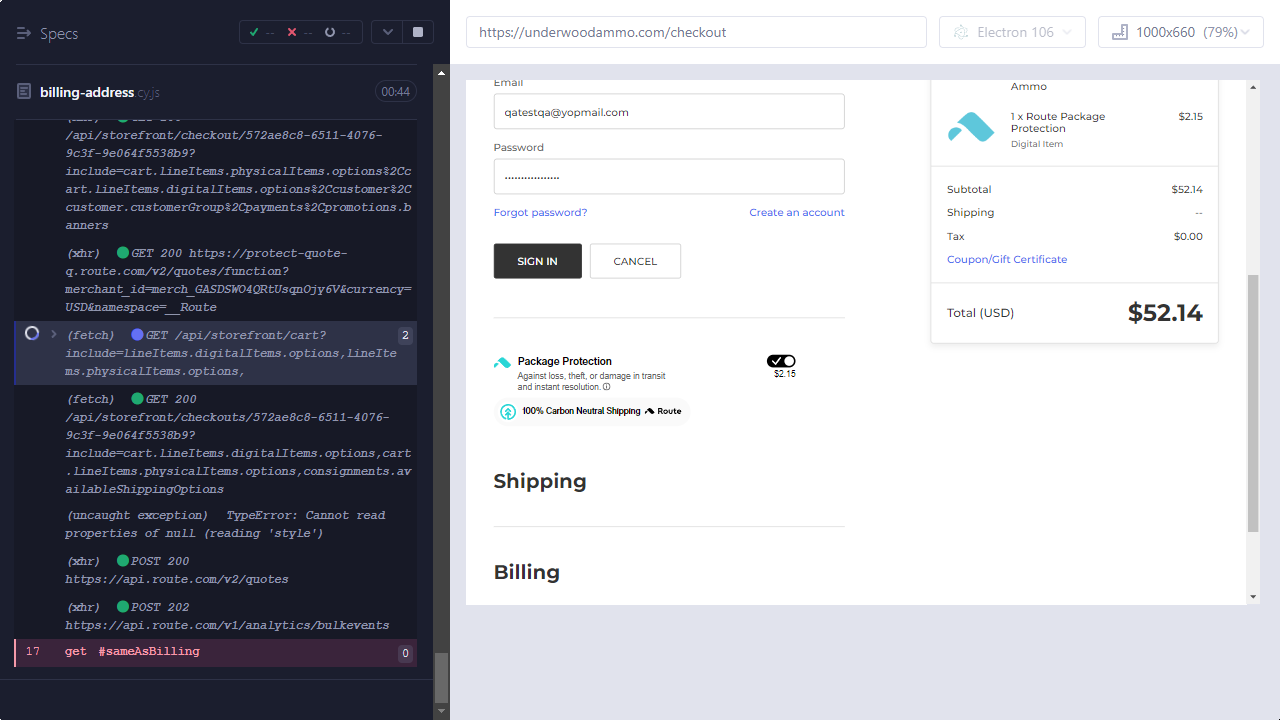 Specs
--
--
--
billing-address.cy.js
00:44
/api/storefront/checkout/572ae8c8-6511-4076-
9c3f-9e064f5538b9?
include=cart.lineItems.physicalItems.options%2Cc
art.lineItems.digitalItems.options%2Ccustomer%2C
customer.customerGroup%2Cpayments%2Cpromotions.b
anners
(xhr) GET 200 https://protect-quote-
q.route.com/v2/quotes/function?
merchant_id=merch_GASDSWO4QRtUsqnOjy6V&currency=
USD&namespace=__Route
(fetch) GET /api/storefront/cart?
include=lineItems.digitalItems.options,lineIte
ms.physicalItems.options,
2
(fetch) GET 200
/api/storefront/checkouts/572ae8c8-6511-4076-
9c3f-9e064f5538b9?
include=cart.lineItems.digitalItems.options,cart
.lineItems.physicalItems.options,consignments.av
ailableShippingOptions
(uncaught exception) TypeError: Cannot read
properties of null (reading 'style')
(xhr) POST 200
https://api.route.com/v2/quotes
(xhr) POST 202
https://api.route.com/v1/analytics/bulkevents
17 get #sameAsBilling 0
https://underwoodammo.com/checkout
Electron 106
1000x660 (79%)
Email
qatestqa@yopmail.com
Password
Forgot password?
Create an account
SIGN IN
CANCEL
Package Protection
Against loss, theft, or damage in transit
and instant resolution.
$2.15
100% Carbon Neutral Shipping Route
Shipping
Billing
Ammo
1 x Route Package
Protection
$2.15
Digital Item
Subtotal $52.14
Shipping --
Tax $0.00
Coupon/Gift Certificate
Total (USD) $52.14